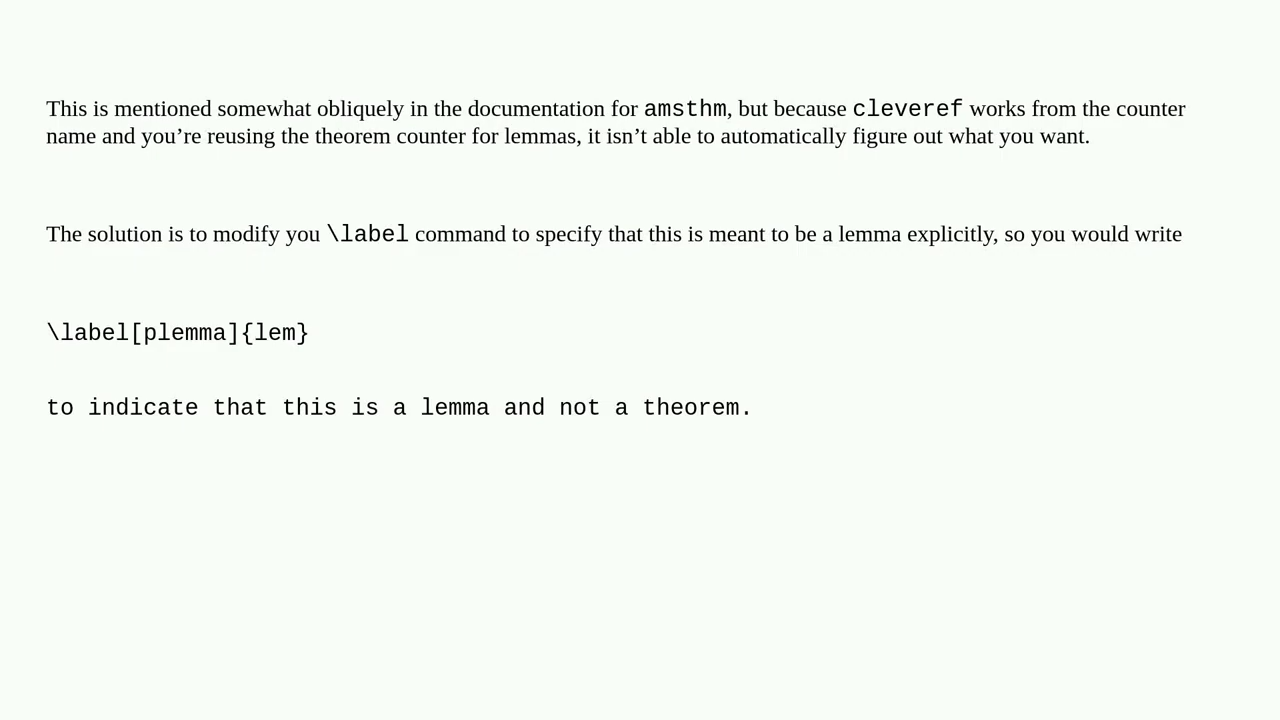 This is mentioned somewhat obliquely in the documentation for amsthm, but because cleveref works from the counter
name and you’re reusing the theorem counter for lemmas, it isn’t able to automatically figure out what you want.
The solution is to modify you \label command to specify that this is meant to be a lemma explicitly, so you would write
\label[plemma]{lem}
to indicate that this is a lemma and not a theorem.